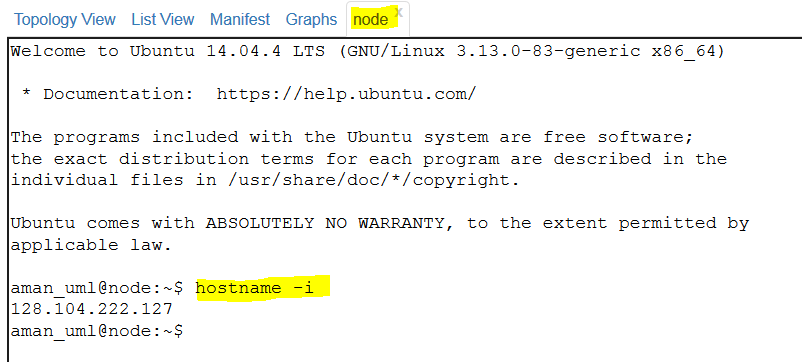 Topology View List View Manifest Graphs node x
Welcome to Ubuntu 14.04.4 LTS (GNU/Linux 3.13.0-83-generic x86_64)
* Documentation: https://help.ubuntu.com/
The programs included with the Ubuntu system are free software;
the exact distribution terms for each program are described in the
individual files in /usr/share/doc/*/copyright.
Ubuntu comes with ABSOLUTELY NO WARRANTY, to the extent permitted by
applicable law.
aman_uml@node:~$ hostname -i
128.104.222.127
aman_uml@node:~$